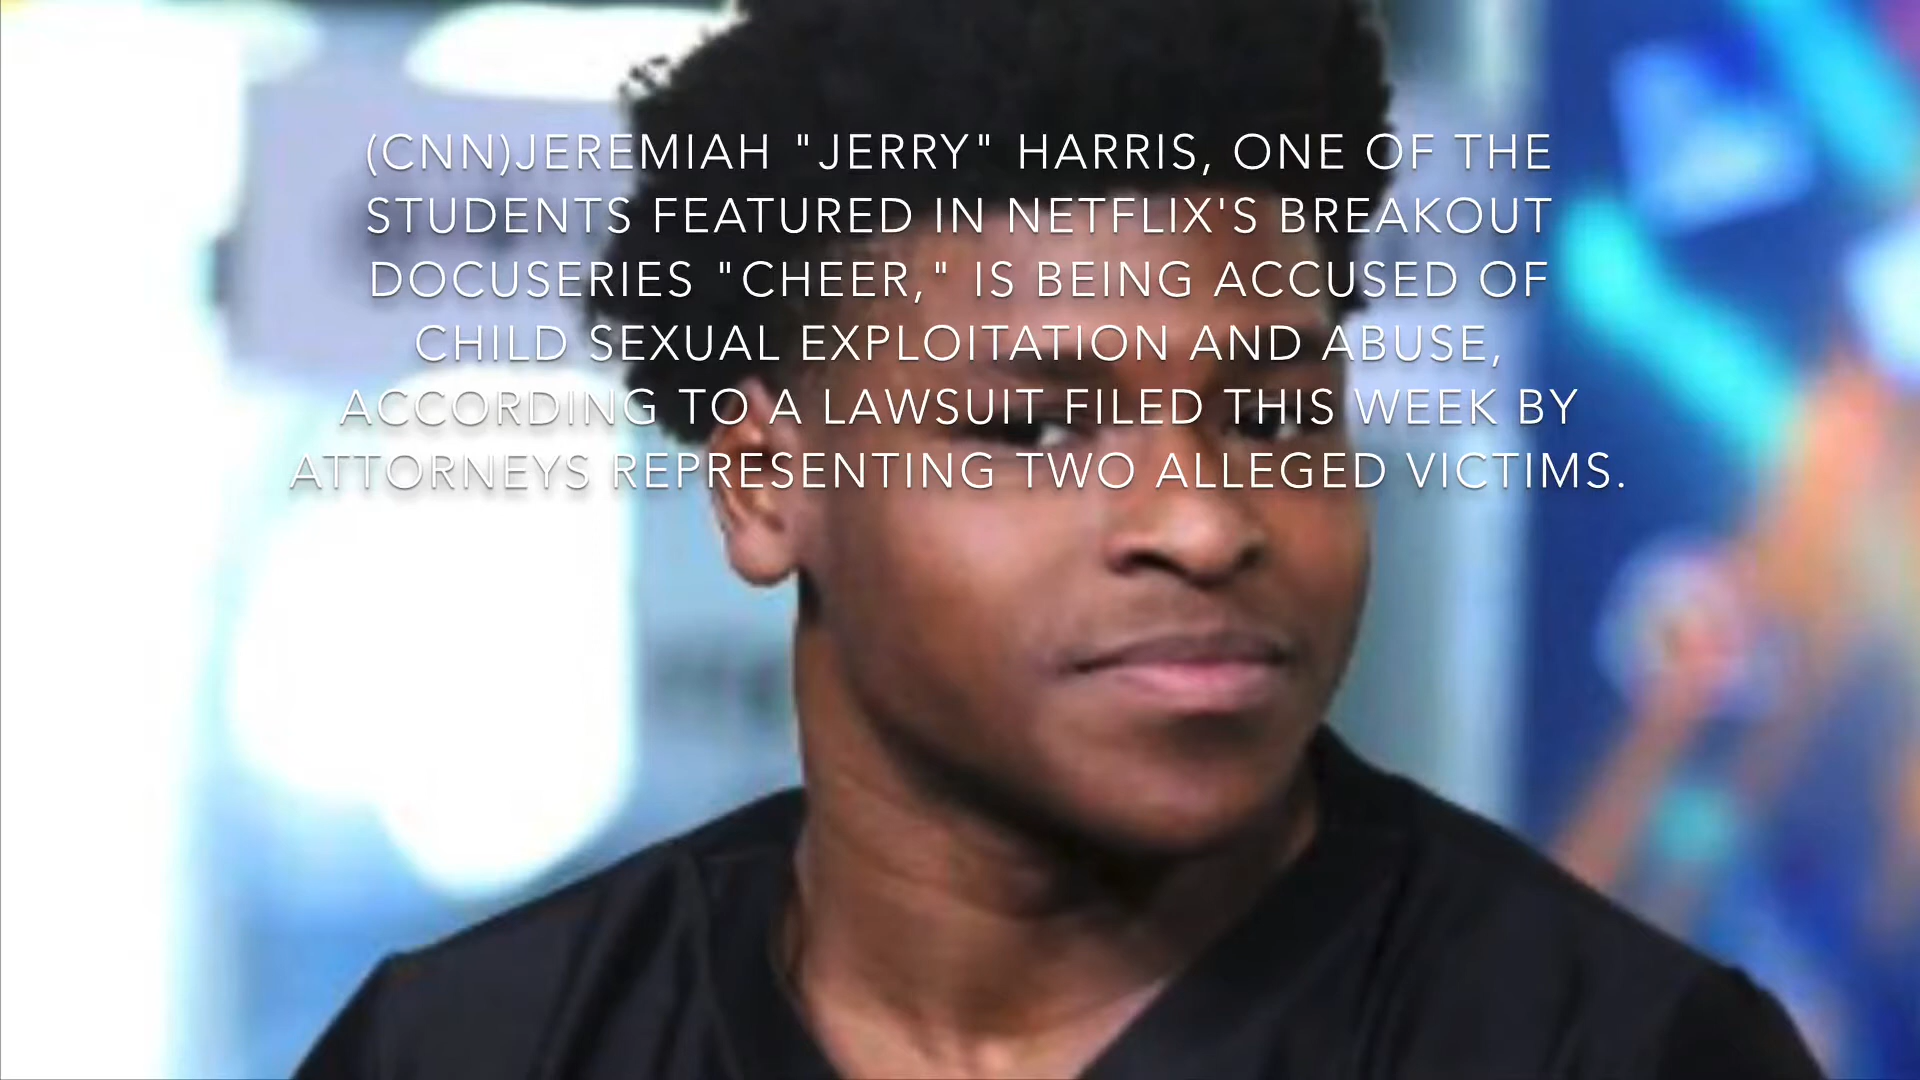 (CNN)JEREMIAH "JERRY" HARRIS, ONE OF THE
STUDENTS FEATURED IN NETFLIX'S BREAKOUT
DOCUSERIES "CHEER," IS BEING ACCUSED OF
CHILD SEXUAL EXPLOITATION AND ABUSE,
ACCORDING TO A LAWSUIT FILED THIS WEEK BY
ATTORNEYS REPRESENTING TWO ALLEGED VICTIMS.